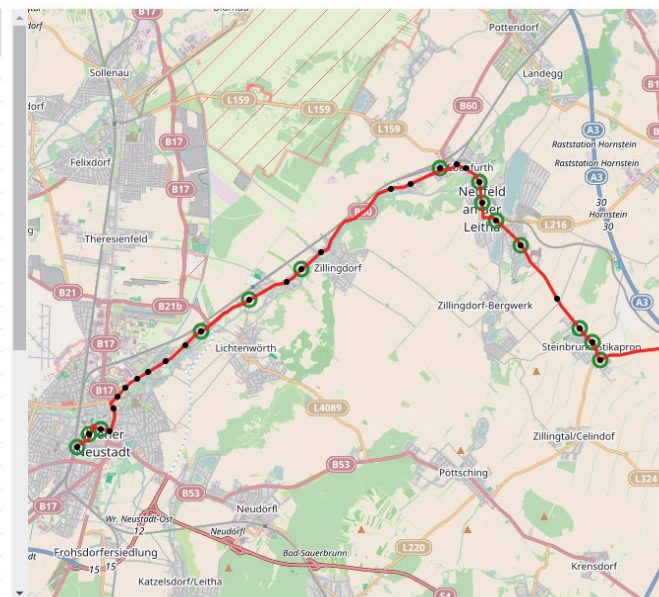 B17
Pottendorf
Sollenau
Landegg
L159
L159
B60
B17
L159
A3
Raststation Hornstein
Felixdorf
Raststation Hornstein
A3
Neufeld
an der
Leitha
30
Hornstein
30
L216
Theresienfeld
Zillingdorf
B21
B21b
Zillingdorf-Bergwerk
A3
B17
Lichtenwörth
Steinbrunn
Stikapron
B17
L4089
Neustadt
Zillingtal/Celindof
B53
Pöttsching
L324
B53
B17
Wr. Neustadt-Ost
12
Neudörfl
Neudörfl
Frohsdorfersiedlung
15
15
Bad Sauerbrunn
L220
Krensdorf
Katzelsdorf/Leitha
S4